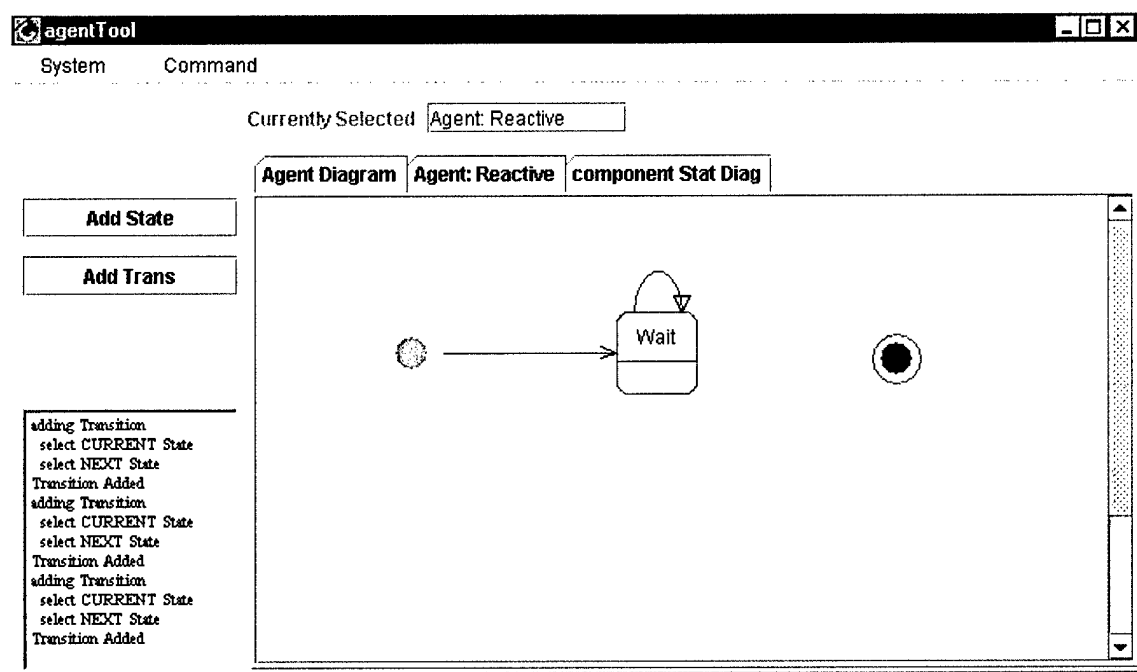 agentTool
System Command
Currently Selected Agent: Reactive
Agent Diagram Agent: Reactive component Stat Diag
Add State
Add Trans
Wait
adding Transition
select CURRENT State
select NEXT State
Transition Added
adding Transition
select CURRENT State
select NEXT State
Transition Added
adding Transition
select CURRENT State
select NEXT State
Transition Added